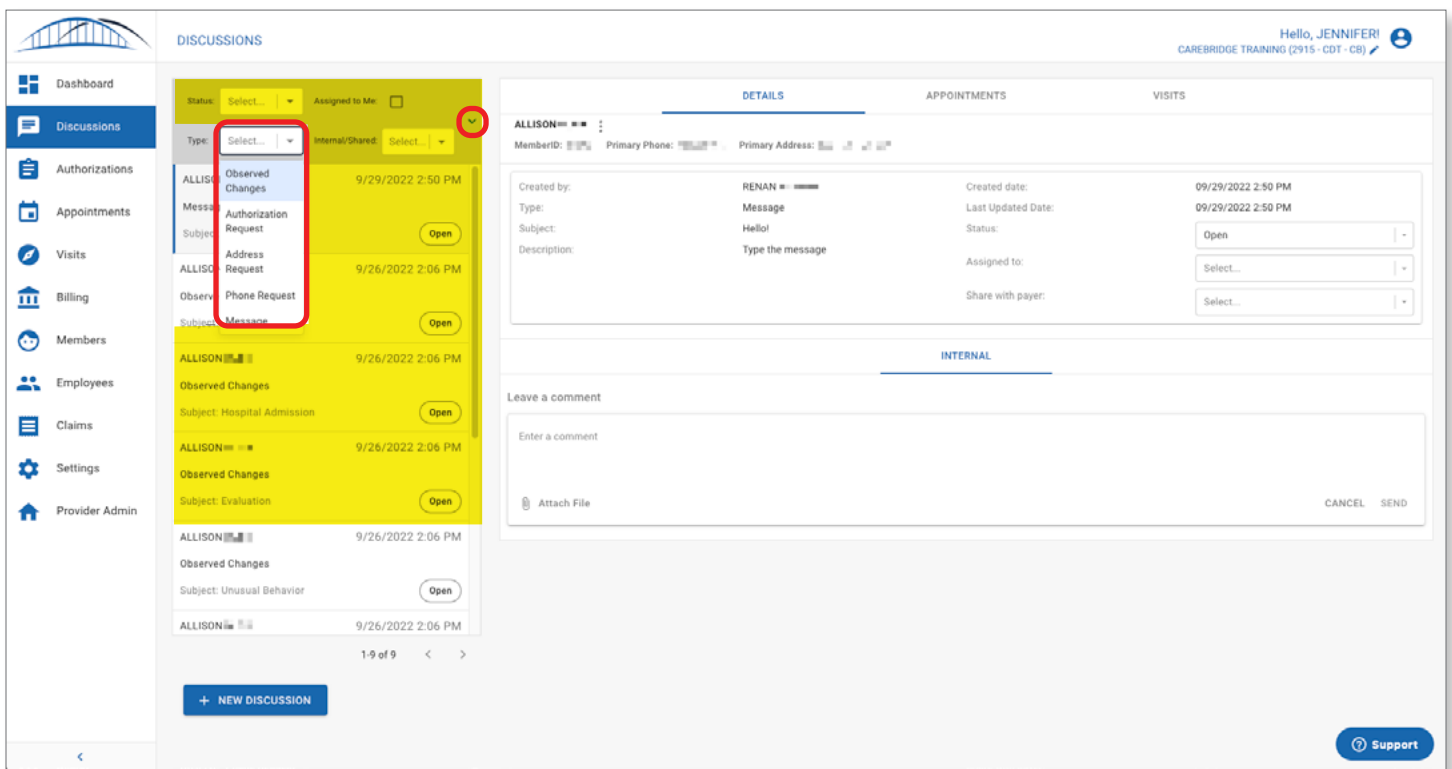 DISCUSSIONS
Hello, JENNIFER!
CAREBRIDGE TRAINING (2915 - CDT - CB)
Dashboard
Discussions
Authorizations
Appointments
Visits
Billing
Members
Employees
Claims
Settings
Provider Admin
Status: Select... Assigned to Me:
Type: Select... Internal/Shared: Select...
Observed
Changes
Authorization
Request
Address
Request
Phone Request
Message
9/29/2022 2:50 PM
Open
9/26/2022 2:06 PM
Open
ALLISON 9/26/2022 2:06 PM
Observed Changes
Subject: Hospital Admission Open
ALLISON 9/26/2022 2:06 PM
Observed Changes
Subject: Evaluation Open
ALLISON 9/26/2022 2:06 PM
Observed Changes
Subject: Unusual Behavior Open
ALLISON 9/26/2022 2:06 PM
1-9 of 9
+ NEW DISCUSSION
DETAILS APPOINTMENTS VISITS
ALLISON
MemberID: Primary Phone: Primary Address:
Created by: RENAN Created date: 09/29/2022 2:50 PM
Type: Message Last Updated Date: 09/29/2022 2:50 PM
Subject: Hello! Status: Open
Description: Type the message
Assigned to: Select...
Share with payer: Select...
INTERNAL
Leave a comment
Enter a comment
Attach File CANCEL SEND
Support